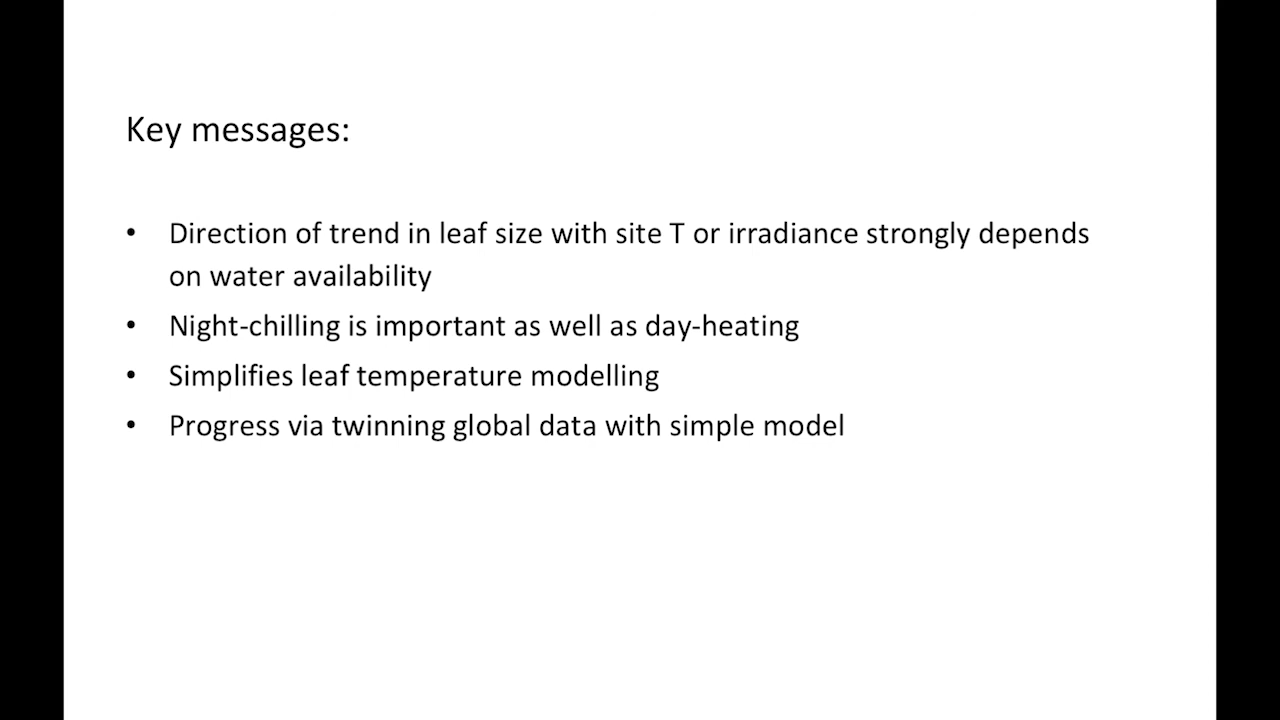 Key messages:
• Direction of trend in leaf size with site T or irradiance strongly depends
on water availability
• Night-chilling is important as well as day-heating
• Simplifies leaf temperature modelling
• Progress via twinning global data with simple model